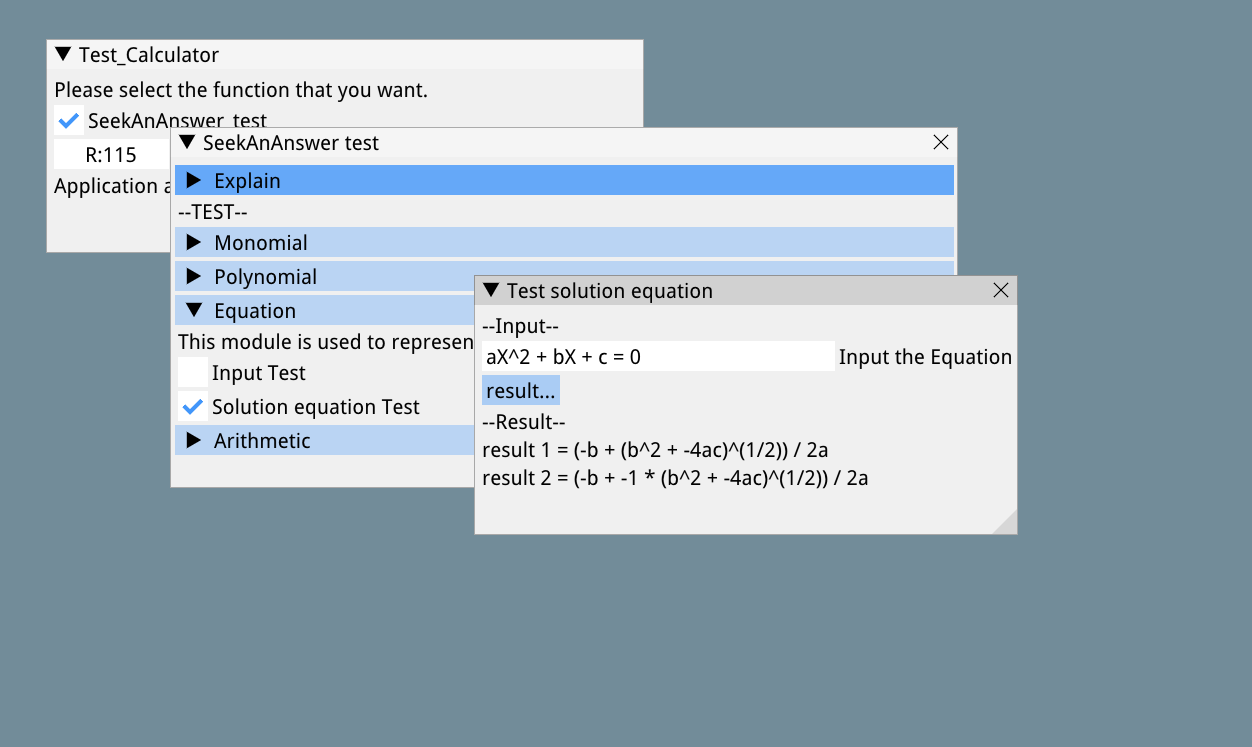 Test_Calculator
Please select the function that you want.
SeekAnAnswer test
R:115
Application
SeekAnAnswer test
Explain
--TEST--
Monomial
Polynomial
Equation
This module is used to
Input Test
Solution equation Test
Arithmetic
Test solution equation
--Input--
aX^2 + bX + c = 0 Input the Equation
result...
--Result--
result 1 = (-b + (b^2 + -4ac)^(1/2)) / 2a
result 2 = (-b + -1 * (b^2 + -4ac)^(1/2)) / 2a